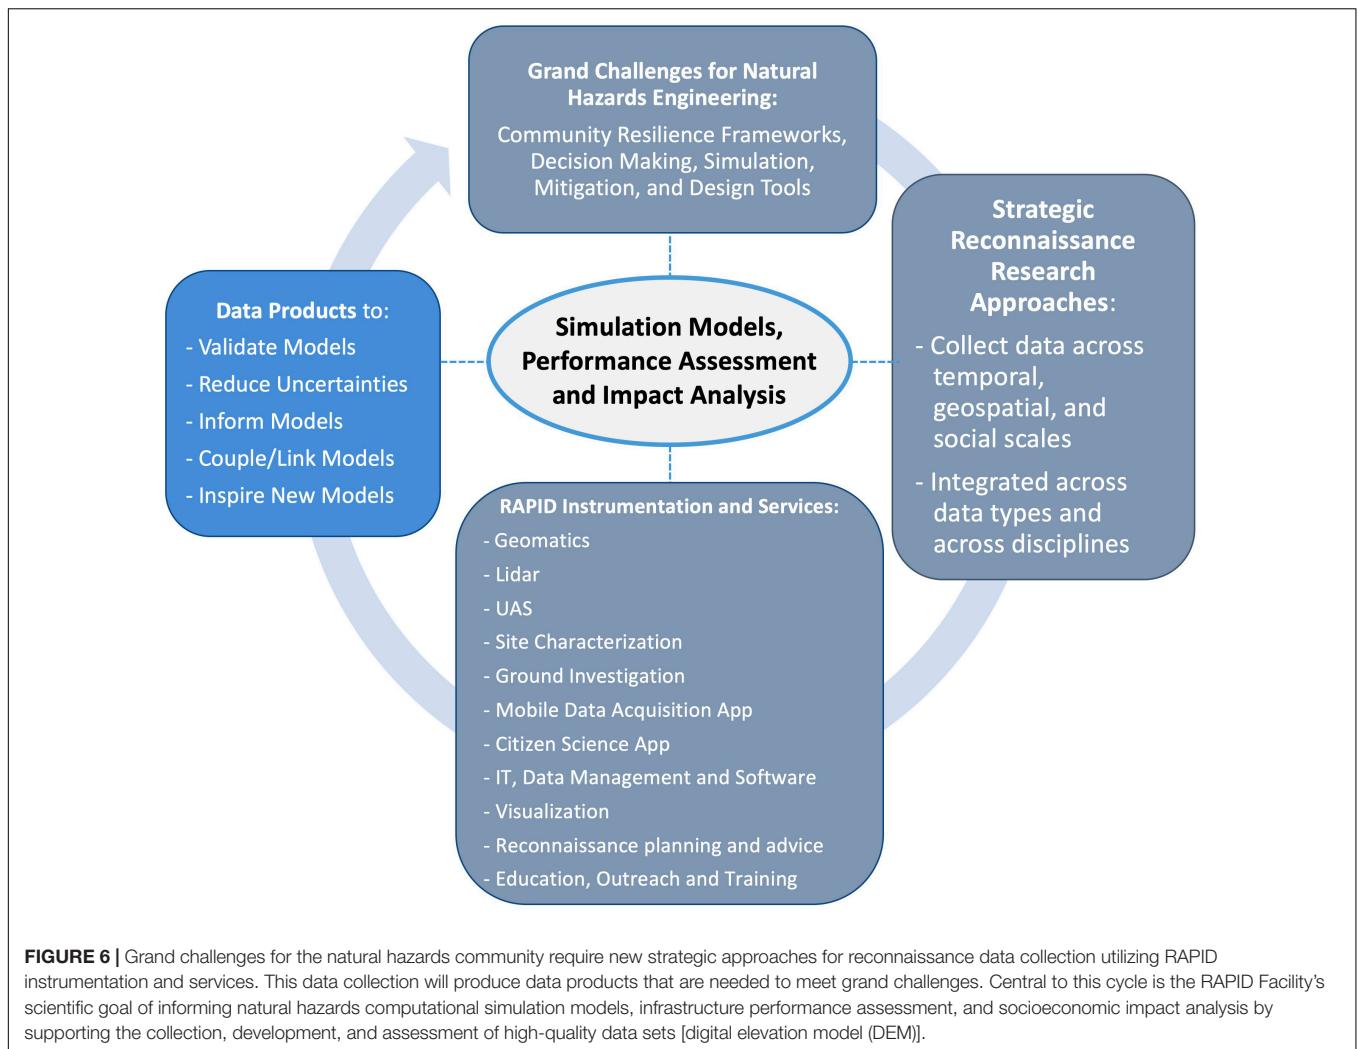 Grand Challenges for Natural
Hazards Engineering:
Community Resilience Frameworks,
Decision Making, Simulation,
Mitigation, and Design Tools
Strategic
Reconnaissance
Research
Approaches:
- Collect data across
temporal,
geospatial, and
social scales
- Integrated across
data types and
across disciplines
Data Products to:
- Validate Models
- Reduce Uncertainties
- Inform Models
- Couple/Link Models
- Inspire New Models
Simulation Models,
Performance Assessment
and Impact Analysis
RAPID Instrumentation and Services:
- Geomatics
- Lidar
- UAS
- Site Characterization
- Ground Investigation
- Mobile Data Acquisition App
- Citizen Science App
- IT, Data Management and Software
- Visualization
- Reconnaissance planning and advice
- Education, Outreach and Training
FIGURE 6 | Grand challenges for the natural hazards community require new strategic approaches for reconnaissance data collection utilizing RAPID
instrumentation and services. This data collection will produce data products that are needed to meet grand challenges. Central to this cycle is the RAPID Facility's
scientific goal of informing natural hazards computational simulation models, infrastructure performance assessment, and socioeconomic impact analysis by
supporting the collection, development, and assessment of high-quality data sets [digital elevation model (DEM)].